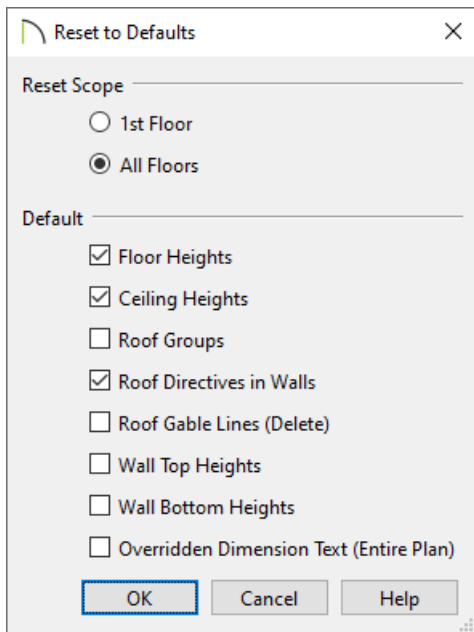 Reset to Defaults
Reset Scope
1st Floor
All Floors
Default
Floor Heights
Ceiling Heights
Roof Groups
Roof Directives in Walls
Roof Gable Lines (Delete)
Wall Top Heights
Wall Bottom Heights
Overridden Dimension Text (Entire Plan)
OK Cancel Help